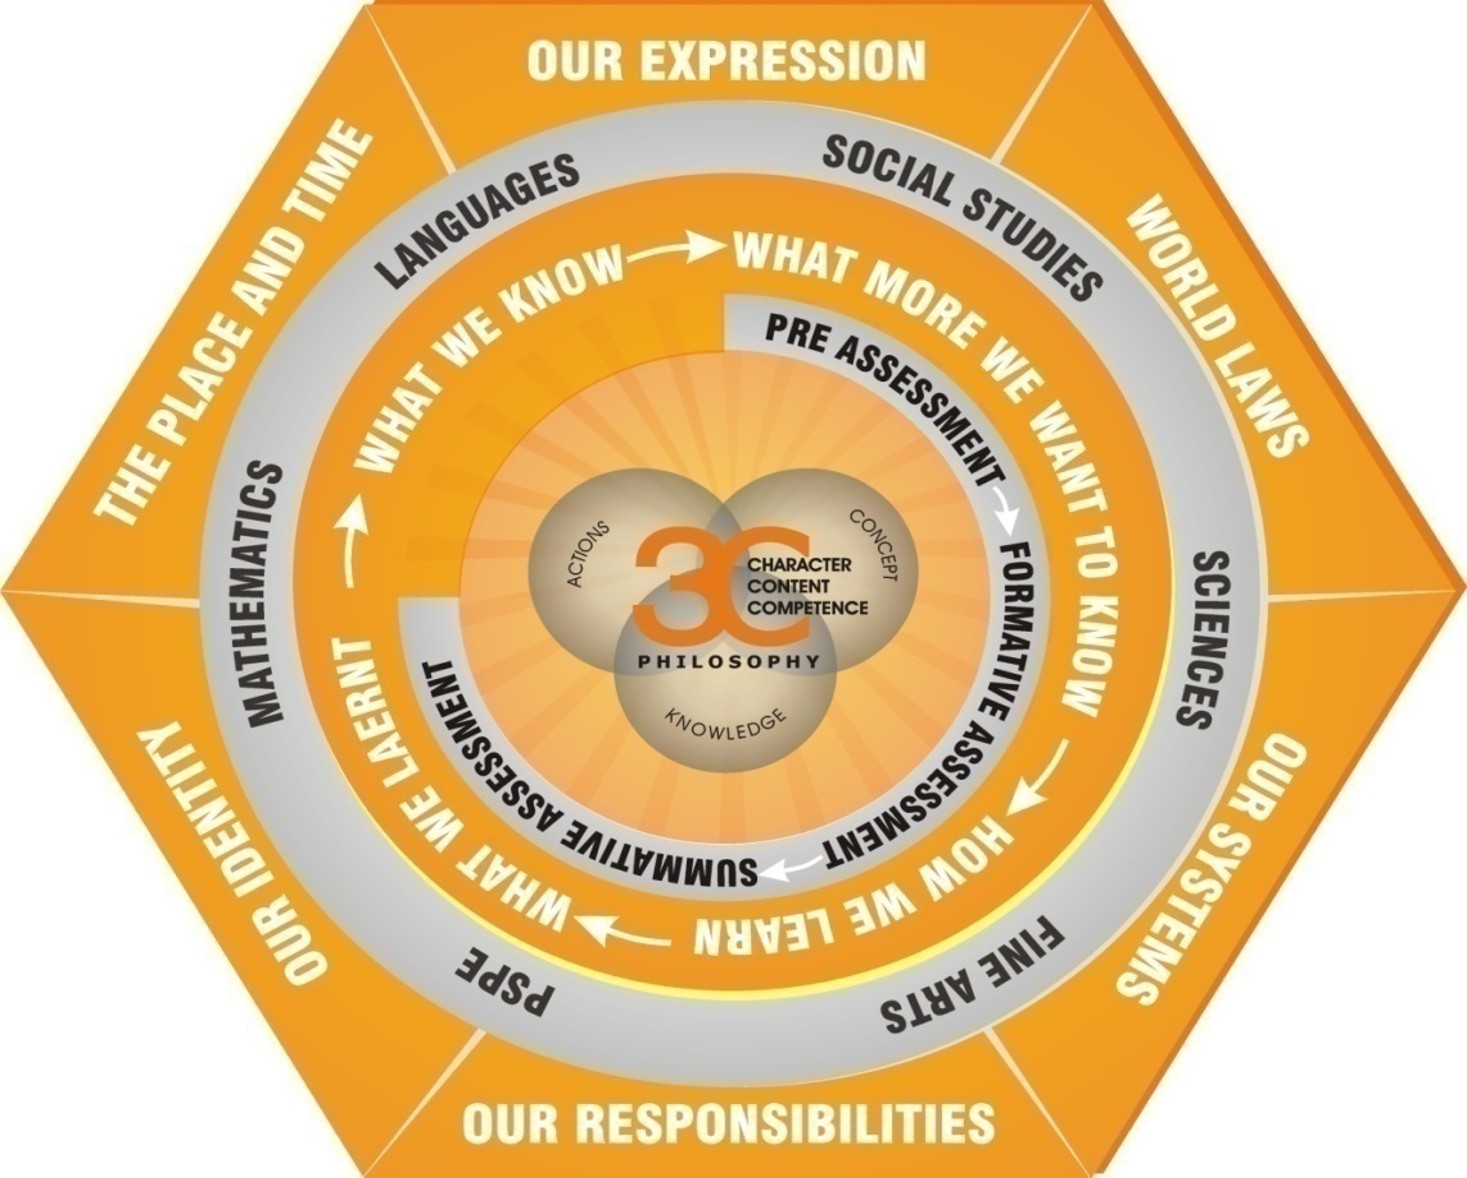 OUR EXPRESSION
WORLD LAWS
OUR SYSTEMS
OUR RESPONSIBILITIES
OUR IDENTITY
THE PLACE AND TIME
LANGUAGES
SOCIAL STUDIES
SCIENCES
FINE ARTS
PSPE
MATHEMATICS
WHAT WE KNOW
WHAT MORE WE WANT TO KNOW
HOW WE LEARN
WHAT WE LAERNT
PRE ASSESSMENT
FORMATIVE ASSESSMENT
SUMMATIVE ASSESSMENT
ACTIONS
CONCEPT
3C
CHARACTER
CONTENT
COMPETENCE
PHILOSOPHY
KNOWLEDGE